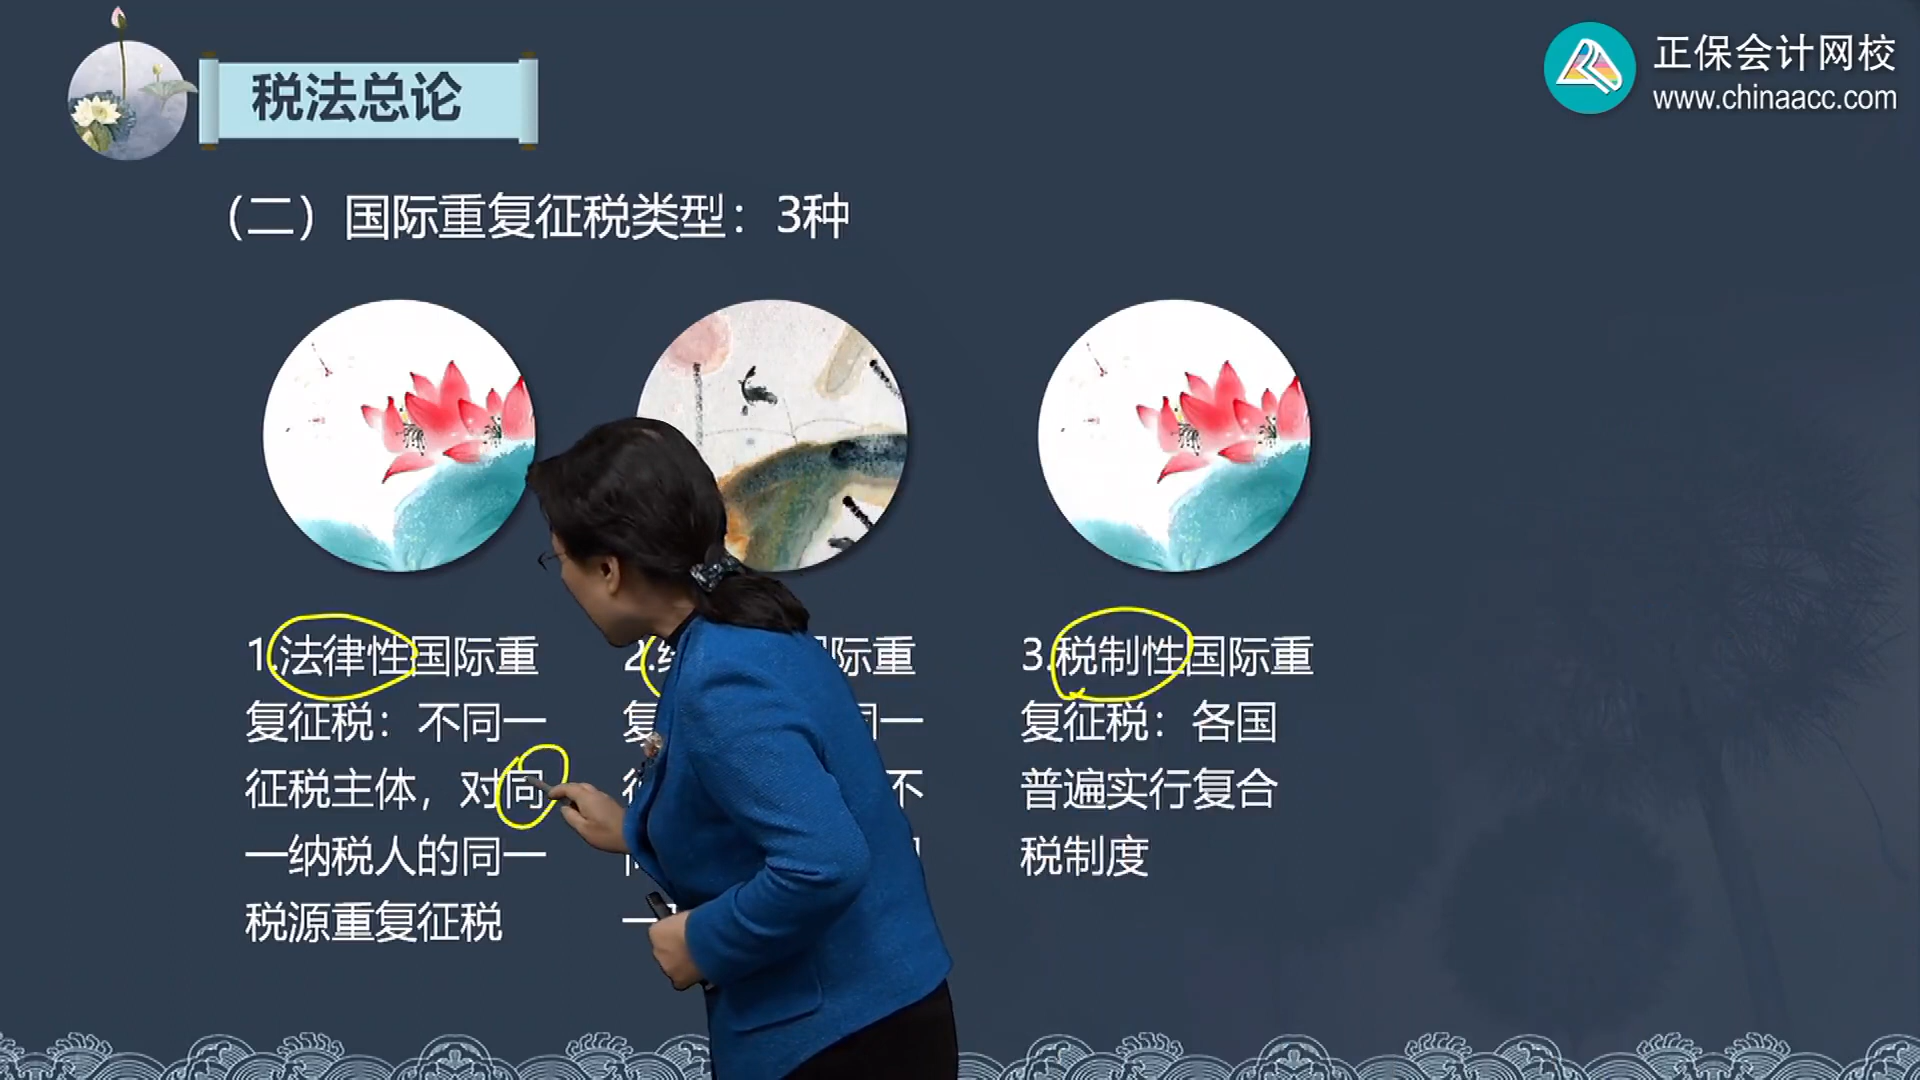 正保会计网校
www.chinaacc.com
税法总论
（二）国际重复征税类型：3种
1.法律性国际重
复征税：不同一
征税主体，对同
一纳税人的同一
税源重复征税
2.
际重
复
一
不
一
3.税制性国际重
复征税：各国
普遍实行复合
税制度